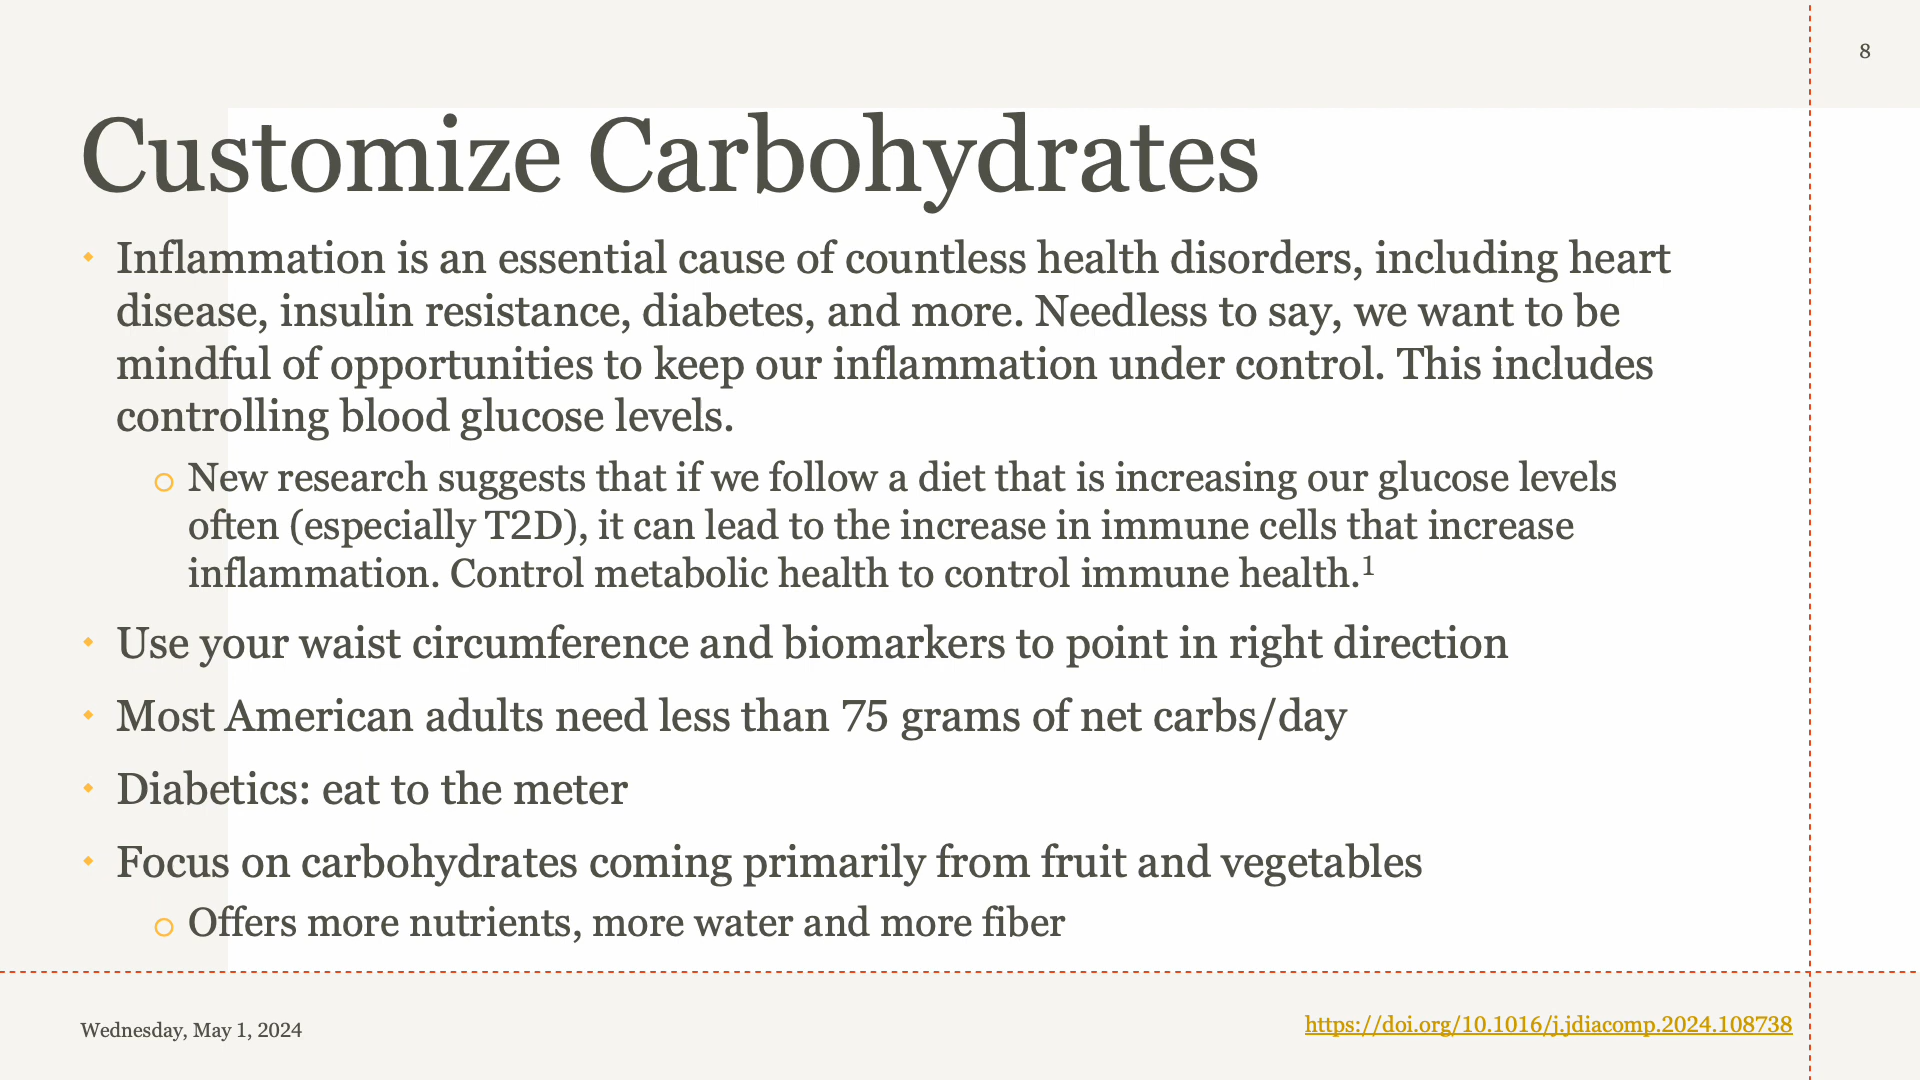 8
Customize Carbohydrates
Inflammation is an essential cause of countless health disorders, including heart
disease, insulin resistance, diabetes, and more. Needless to say, we want to be
mindful of opportunities to keep our inflammation under control. This includes
controlling blood glucose levels.
New research suggests that if we follow a diet that is increasing our glucose levels
often (especially T2D), it can lead to the increase in immune cells that increase
inflammation. Control metabolic health to control immune health.¹
Use your waist circumference and biomarkers to point in right direction
Most American adults need less than 75 grams of net carbs/day
Diabetics: eat to the meter
Focus on carbohydrates coming primarily from fruit and vegetables
Offers more nutrients, more water and more fiber
Wednesday, May 1, 2024
https://doi.org/10.1016/j.jdiacomp.2024.108738